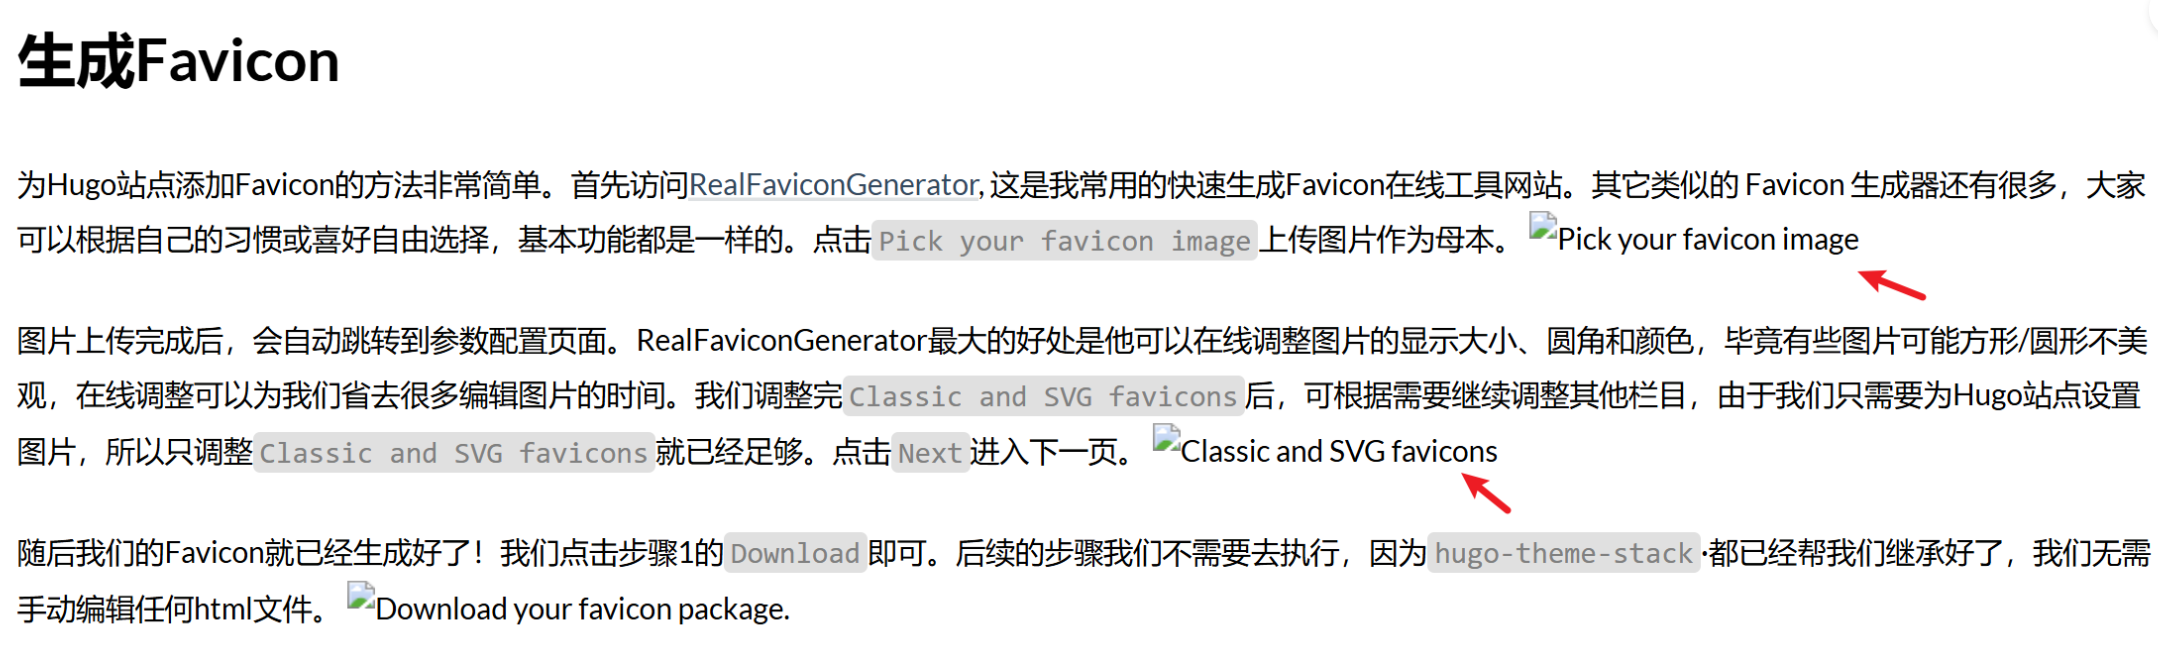 生成Favicon
为Hugo站点添加Favicon的方法非常简单。首先访问RealFaviconGenerator, 这是我常用的快速生成Favicon在线工具网站。其它类似的 Favicon 生成器还有很多，大家
可以根据自己的习惯或喜好自由选择，基本功能都是一样的。点击Pick your favicon image上传图片作为母本。 Pick your favicon image
图片上传完成后，会自动跳转到参数配置页面。RealFaviconGenerator最大的好处是他可以在线调整图片的显示大小、圆角和颜色，毕竟有些图片可能方形/圆形不美
观，在线调整可以为我们省去很多编辑图片的时间。我们调整完Classic and SVG favicons后，可根据需要继续调整其他栏目，由于我们只需要为Hugo站点设置
图片，所以只调整Classic and SVG favicons就已经足够。点击Next进入下一页。 Classic and SVG favicons
随后我们的Favicon就已经生成好了！我们点击步骤1的Download即可。后续的步骤我们不需要去执行，因为hugo-theme-stack·都已经帮我们继承好了，我们无需
手动编辑任何html文件。 Download your favicon package.